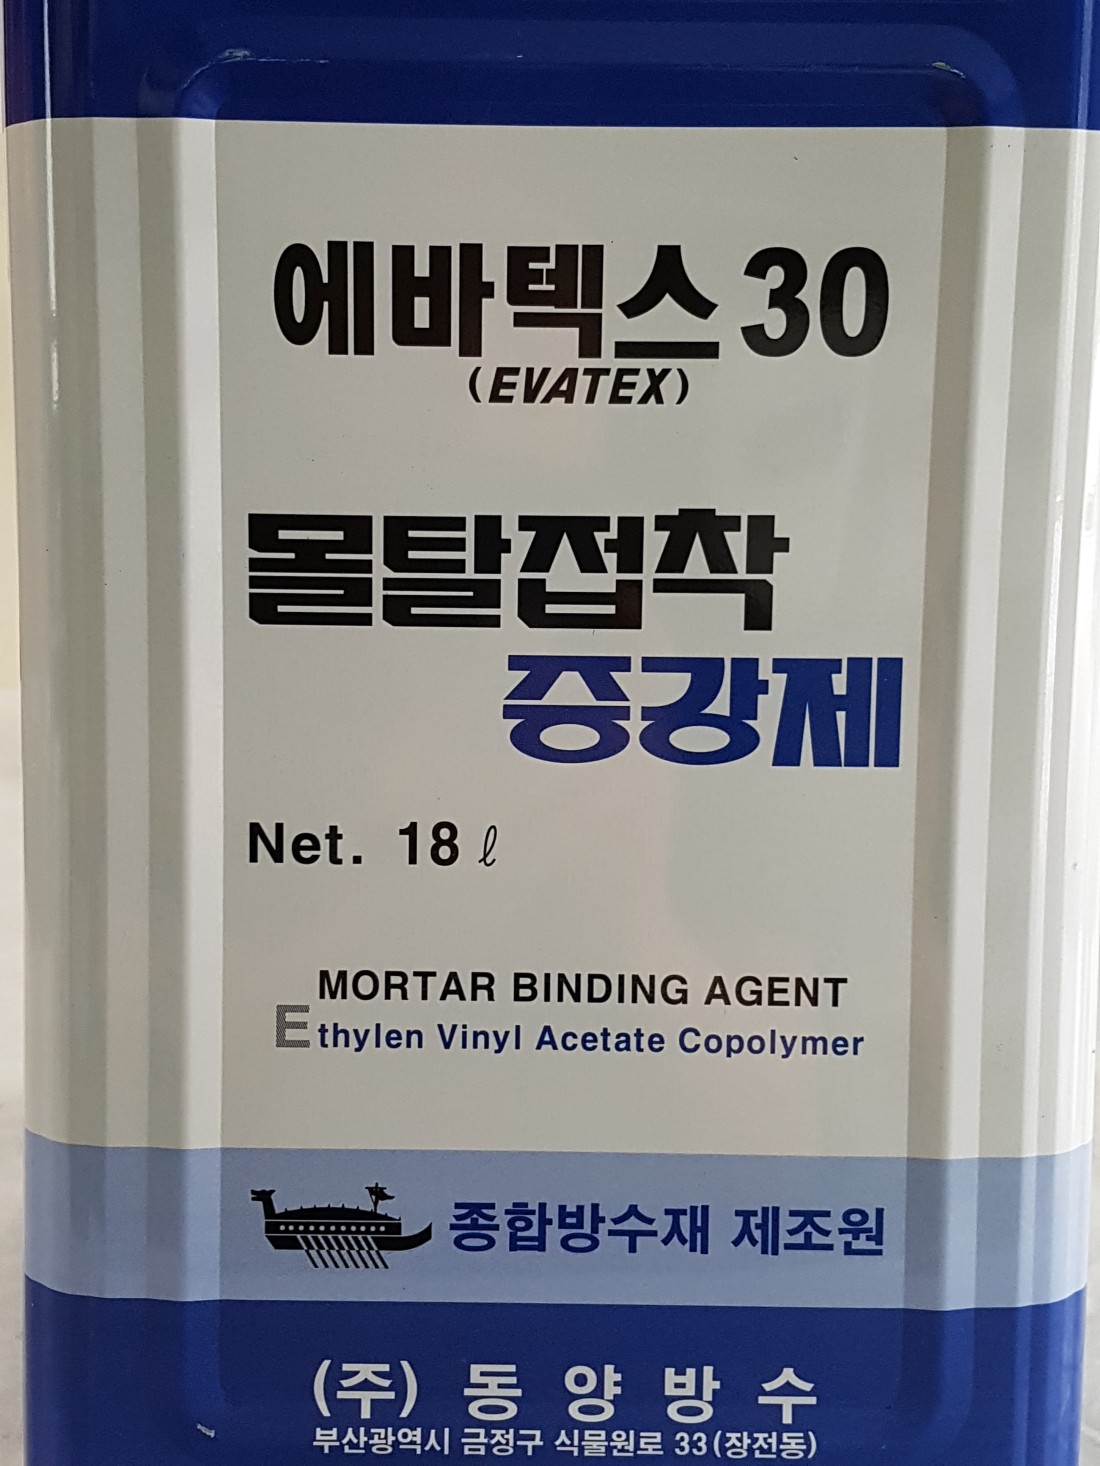 에바텍스30
(EVATEX)
몰탈접착
증강제
Net. 18 ℓ
MORTAR BINDING AGENT
Ethylen Vinyl Acetate Copolymer
종합방수재 제조원
(주) 동양방수
부산광역시 금정구 식물원로 33(장전동)